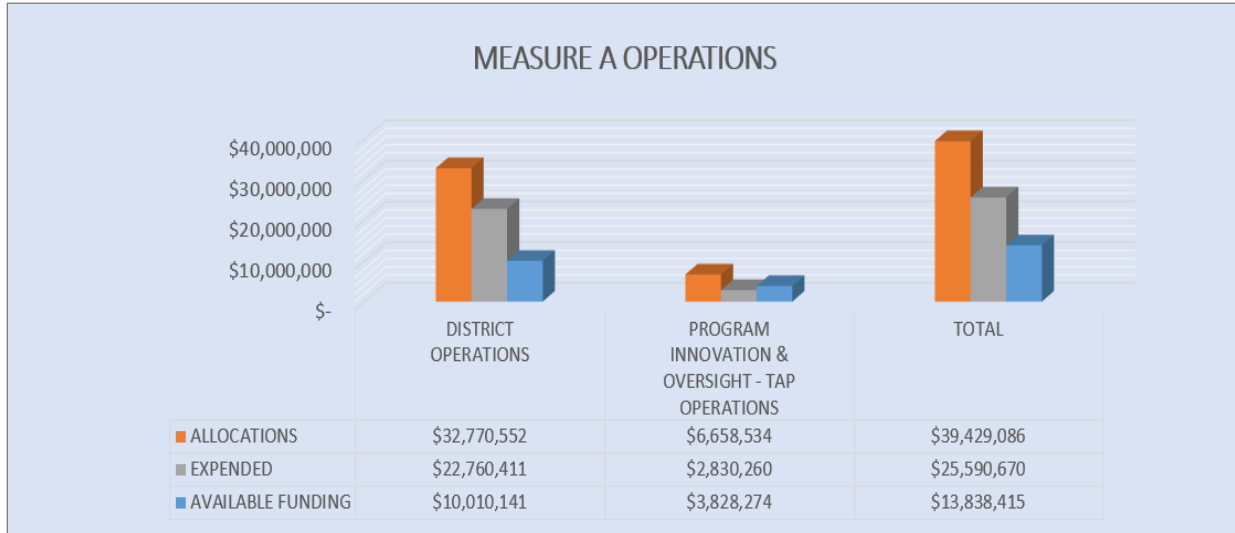 MEASURE A OPERATIONS
$40,000,000
$30,000,000
$20,000,000
$10,000,000
$-
DISTRICT
OPERATIONS
PROGRAM
INNOVATION &
OVERSIGHT - TAP
OPERATIONS
TOTAL
ALLOCATIONS $32,770,552 $6,658,534 $39,429,086
EXPENDED $22,760,411 $2,830,260 $25,590,670
AVAILABLE FUNDING $10,010,141 $3,828,274 $13,838,415